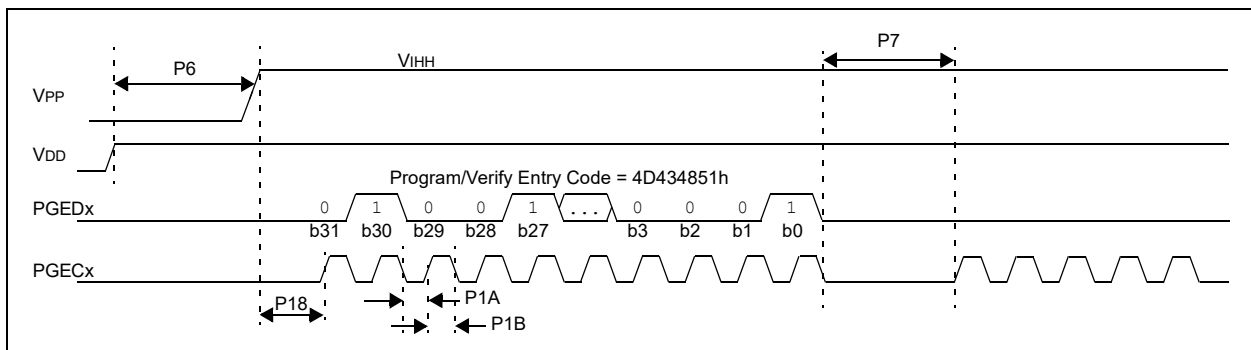 P6
P7
VIHH
VPP
VDD
Program/Verify Entry Code = 4D434851h
PGEDx
0 1 0 0 1 ... 0 0 0 1
b31 b30 b29 b28 b27 b3 b2 b1 b0
PGECx
P18
P1A
P1B